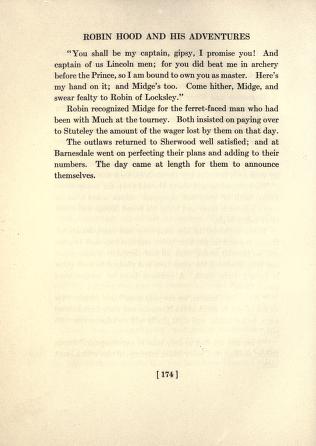 ROBIN HOOD AND HIS ADVENTURES
"You shall be my captain, gipsy, I promise you! And
captain of us Lincoln men; for you did beat me in archery
before the Prince, so I am bound to own you as master. Here's
my hand on it; and Midge's too. Come hither, Midge, and
swear fealty to Robin of Locksley."
Robin recognized Midge for the ferret-faced man who had
been with Much at the tourney. Both insisted on paying over
to Stuteley the amount of the wager lost by them on that day.
The outlaws returned to Sherwood well satisfied; and at
Barnesdale went on perfecting their plans and adding to their
numbers. The day came at length for them to announce
themselves.
[ 174 ]